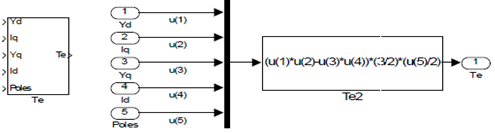 Yd
Iq
Yq
Id
Poles
Te
Te
1
Yd
u(1)
2
Iq
u(2)
3
Yq
u(3)
4
Id
u(4)
5
Poles
u(5)
(u(1)*u(2)-u(3)*u(4))*(3/2)*(u(5)/2)
Te2
1
Te